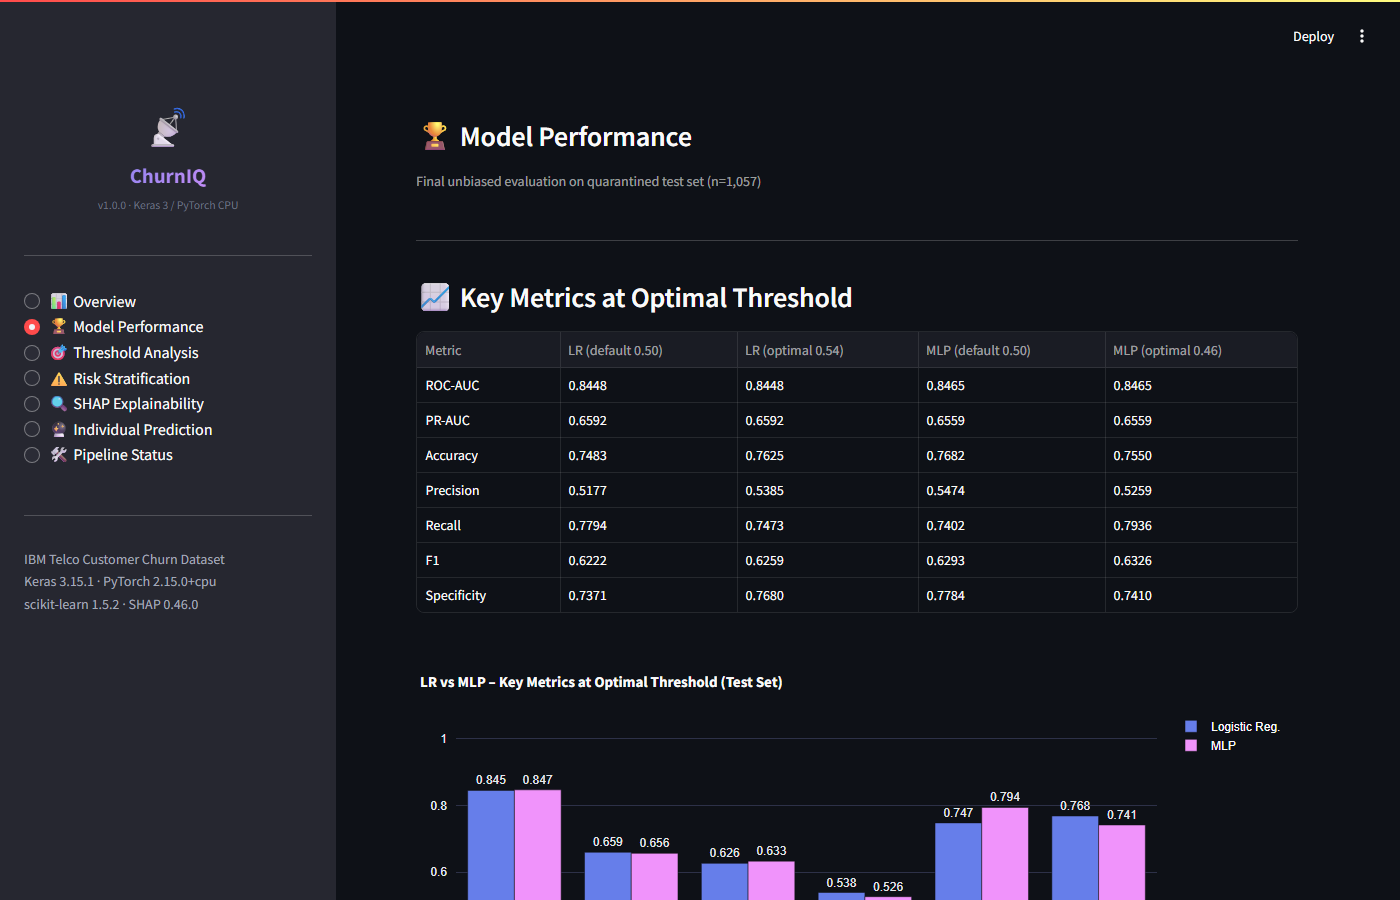 Deploy
ChurnIQ
v1.0.0 · Keras 3 / PyTorch CPU
Overview
Model Performance
Threshold Analysis
Risk Stratification
SHAP Explainability
Individual Prediction
Pipeline Status
IBM Telco Customer Churn Dataset
Keras 3.15.1 · PyTorch 2.15.0+cpu
scikit-learn 1.5.2 · SHAP 0.46.0
Model Performance
Final unbiased evaluation on quarantined test set (n=1,057)
Key Metrics at Optimal Threshold
Metric LR (default 0.50) LR (optimal 0.54) MLP (default 0.50) MLP (optimal 0.46)
ROC-AUC 0.8448 0.8448 0.8465 0.8465
PR-AUC 0.6592 0.6592 0.6559 0.6559
Accuracy 0.7483 0.7625 0.7682 0.7550
Precision 0.5177 0.5385 0.5474 0.5259
Recall 0.7794 0.7473 0.7402 0.7936
F1 0.6222 0.6259 0.6293 0.6326
Specificity 0.7371 0.7680 0.7784 0.7410
LR vs MLP – Key Metrics at Optimal Threshold (Test Set)
Logistic Reg.
MLP
1
0.8
0.6
0.845 0.847
0.659 0.656
0.626 0.633
0.538 0.526
0.747 0.794
0.768 0.741